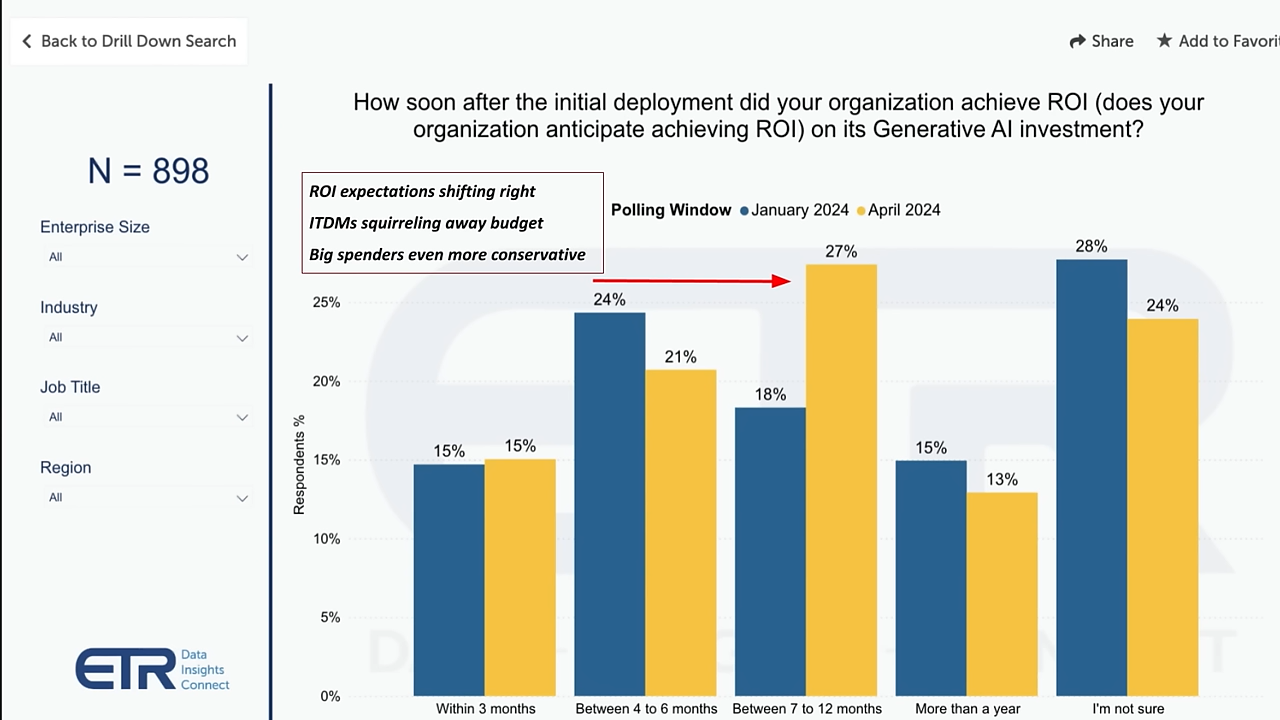 Back to Drill Down Search
Share
Add to Favori
How soon after the initial deployment did your organization achieve ROI (does your
organization anticipate achieving ROI) on its Generative AI investment?
N = 898
Enterprise Size
All
Industry
All
Job Title
All
Region
All
ETR
Data
Insights
Connect
ROI expectations shifting right
ITDMs squirreling away budget
Big spenders even more conservative
Polling Window January 2024 April 2024
Respondents %
25%
20%
15%
10%
5%
0%
15%
15%
24%
21%
18%
27%
15%
13%
28%
24%
Within 3 months
Between 4 to 6 months
Between 7 to 12 months
More than a year
I'm not sure